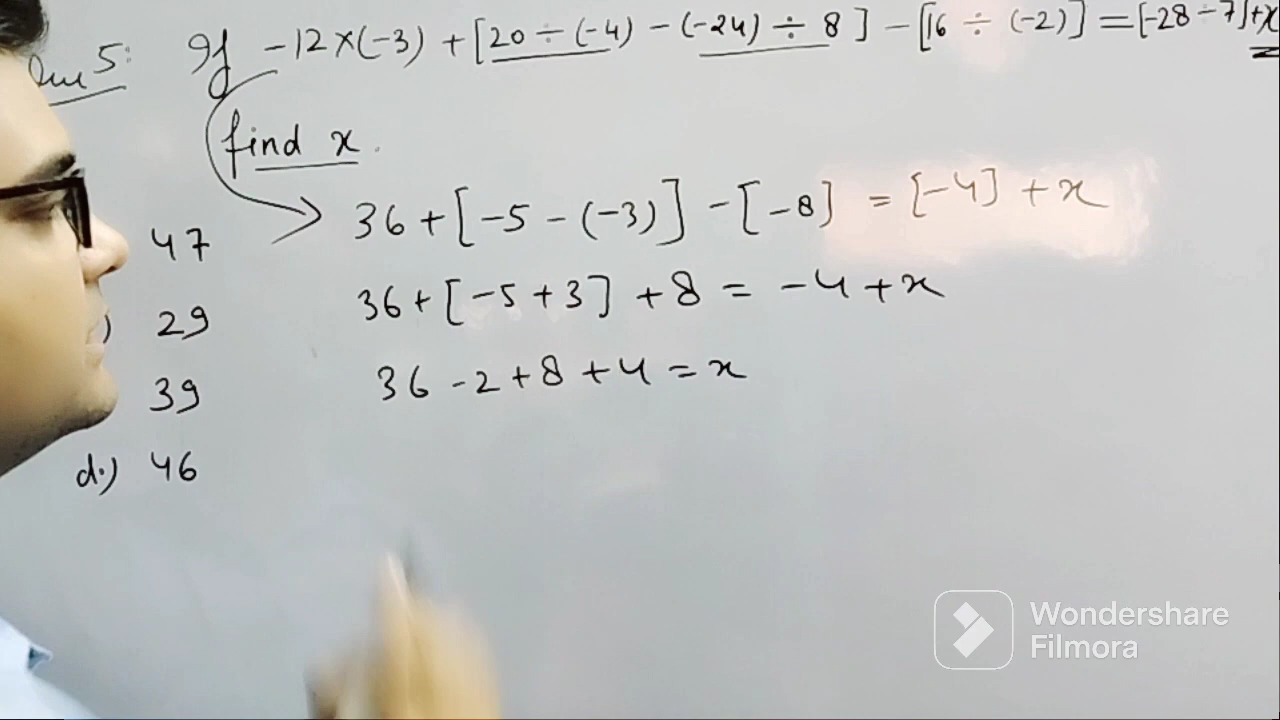 Que 5: If -12×(-3) + [20 ÷ (-4) - (-24) ÷ 8] - [16 ÷ (-2)] = [-28 ÷ 7] + x
find x.
36 + [-5 - (-3)] - [-8] = [-4] + x
47
36 + [-5 + 3] + 8 = -4 + x
) 29
36 - 2 + 8 + 4 = x
39
d.) 46
Wondershare
Filmora